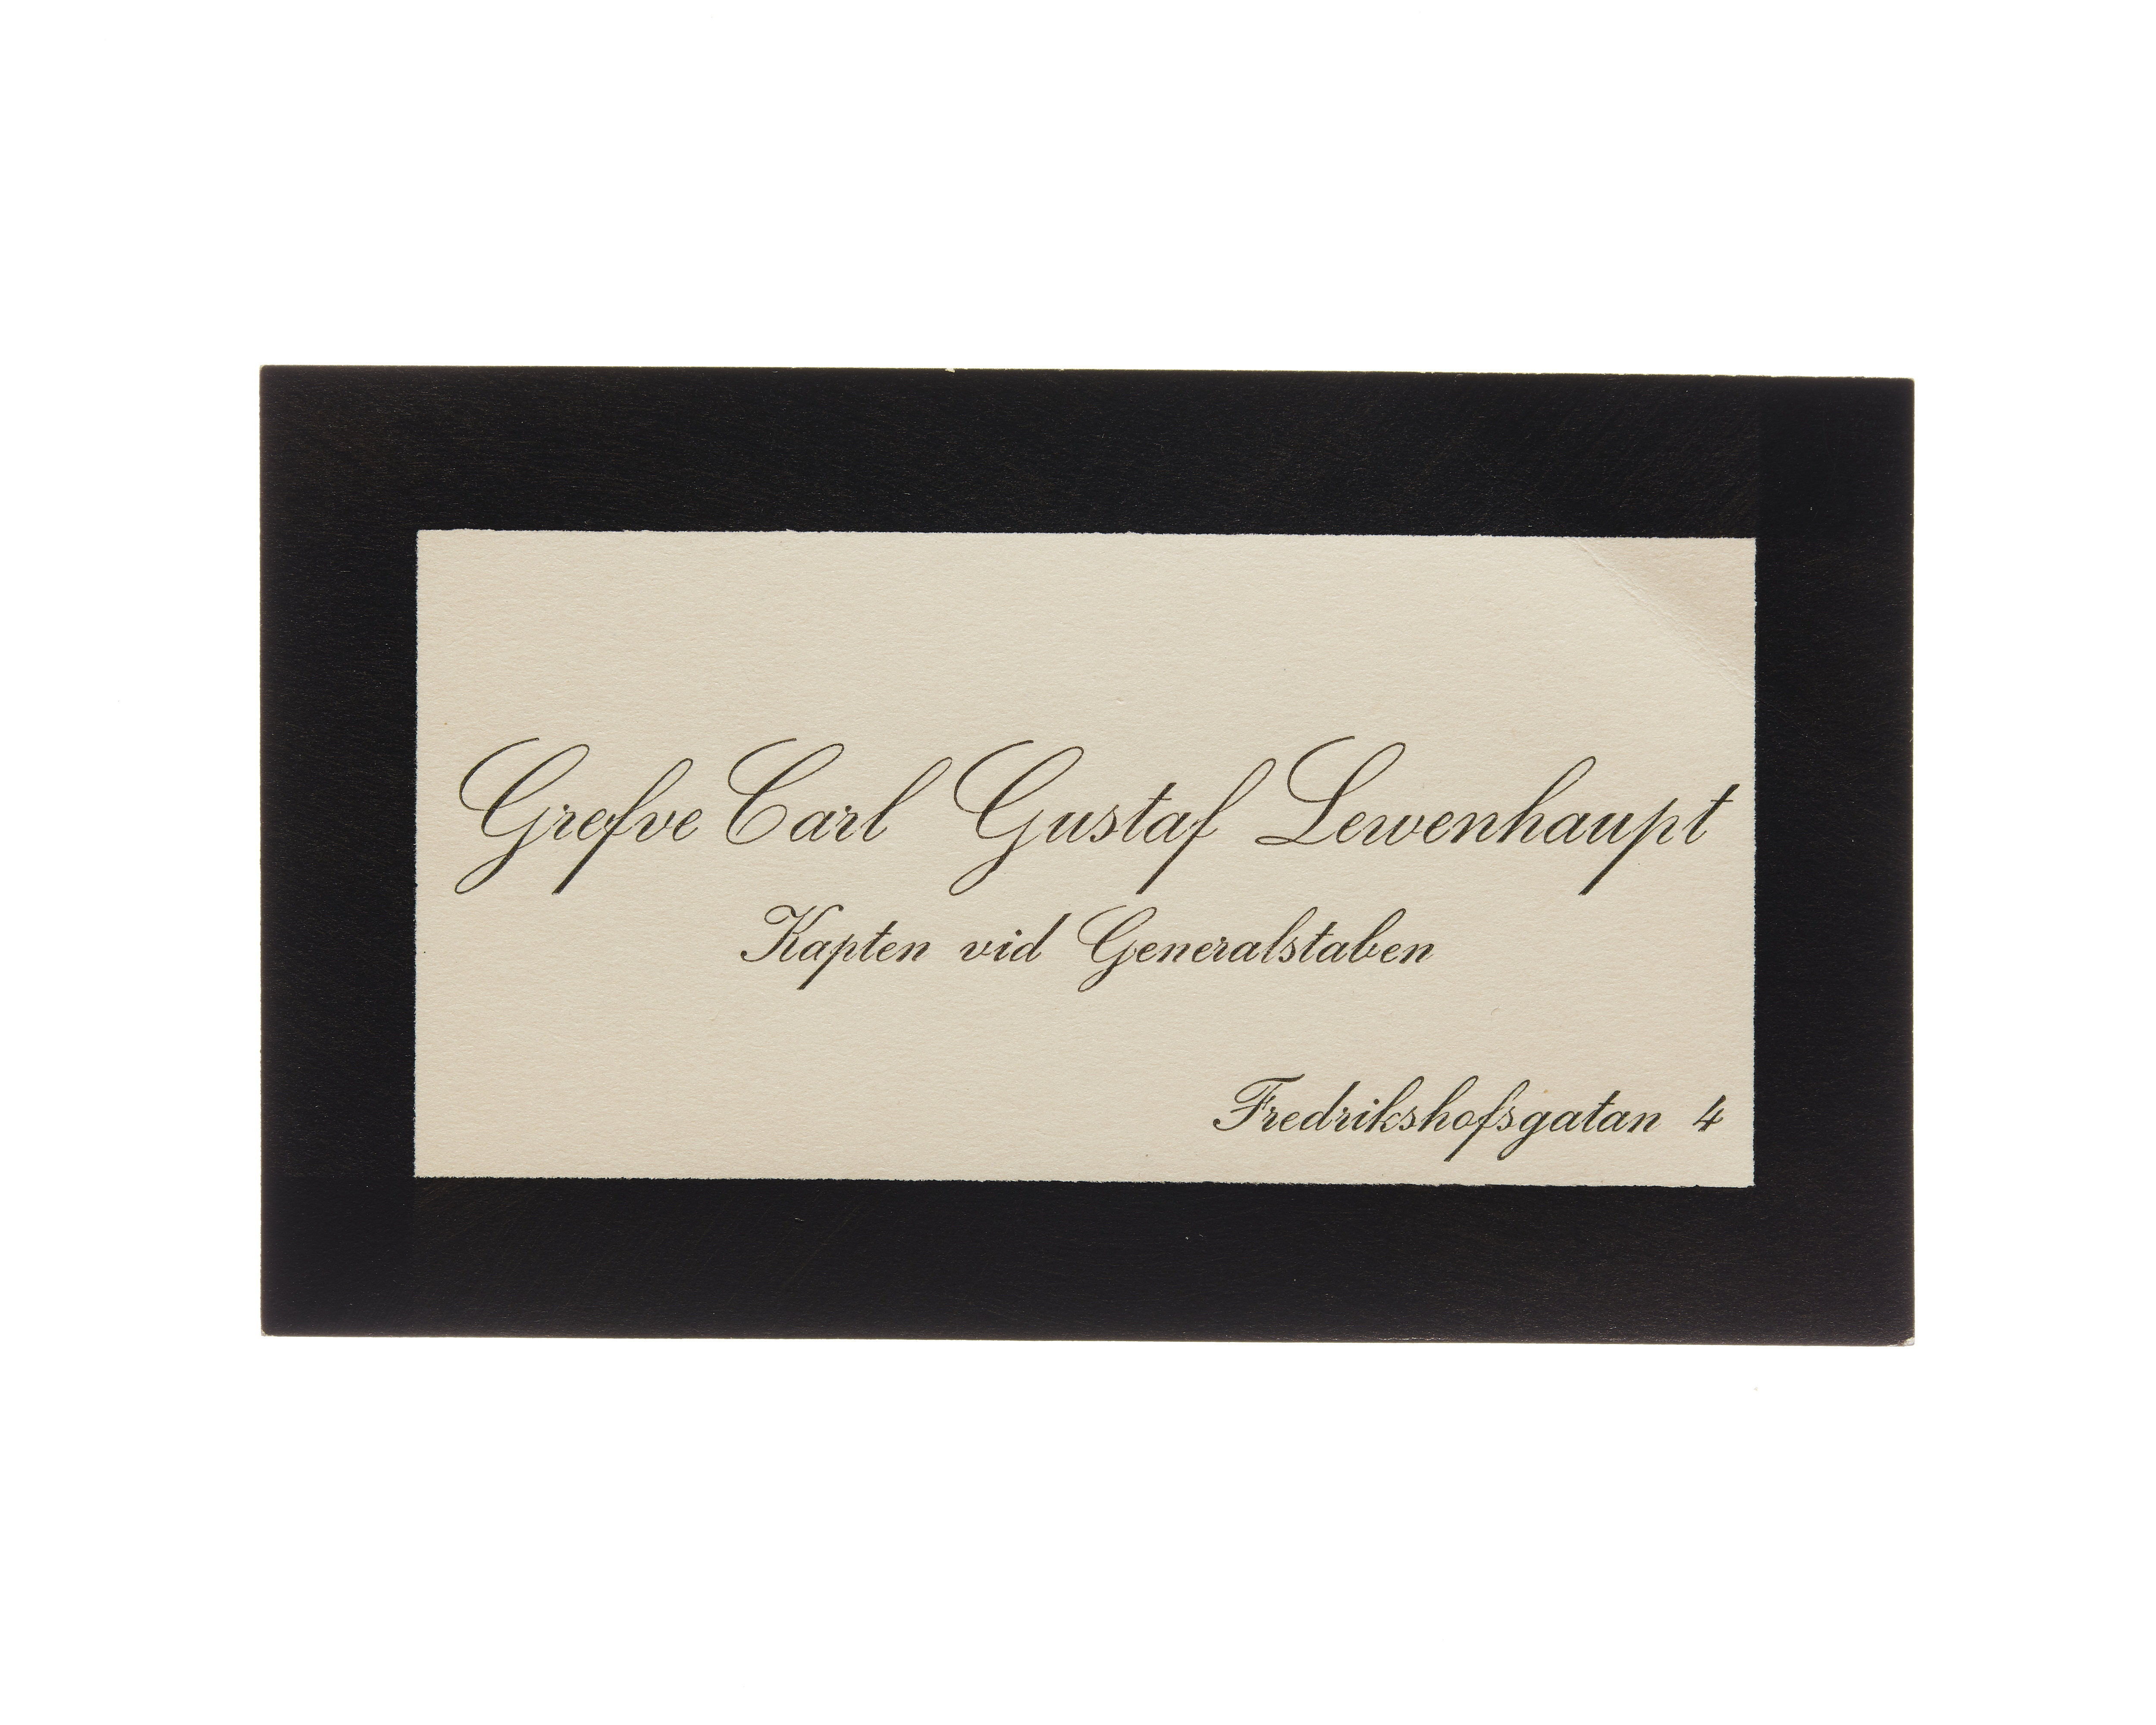 Grefve Carl Gustaf Lewenhaupt
Kapten vid Generalstaben
Fredrikshofsgatan 4